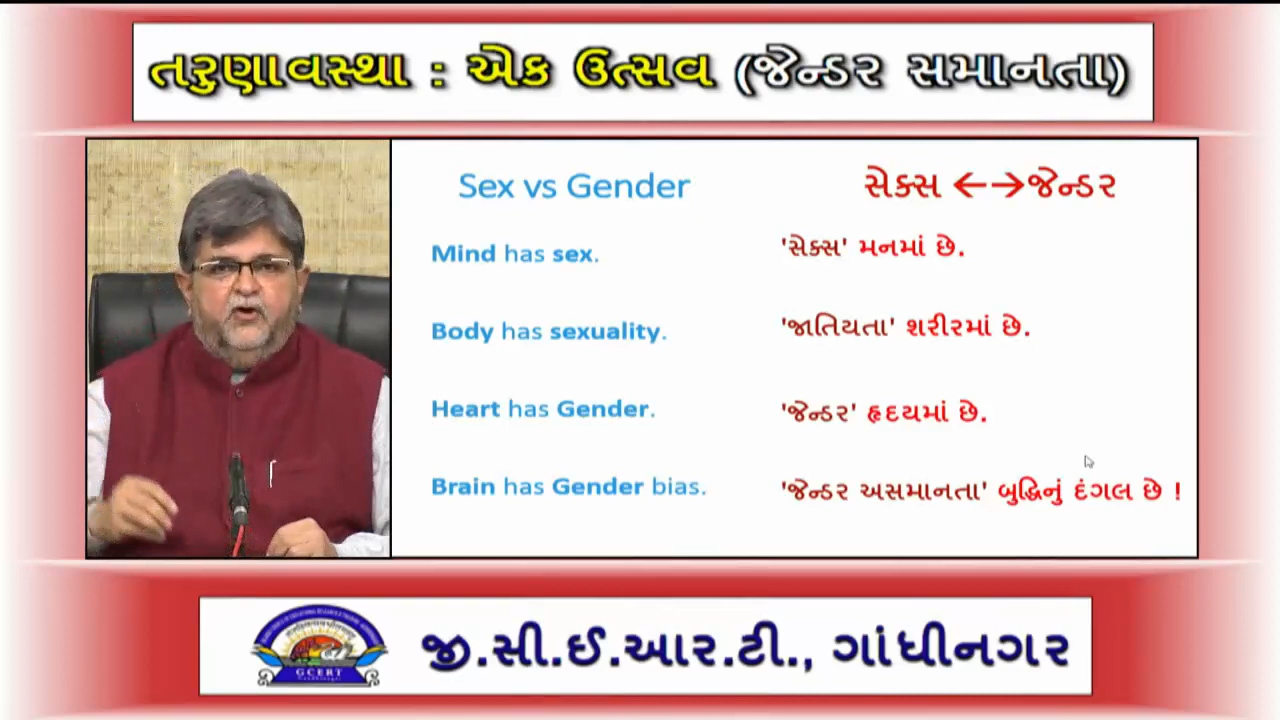 તરુણાવસ્થા : એક ઉત્સવ (જેન્ડર સમાનતા)
Sex vs Gender
સેક્સ ←→જેન્ડર
Mind has sex.
'સેક્સ' મનમાં છે.
Body has sexuality.
'જાતિયતા' શરીરમાં છે.
Heart has Gender.
'જેન્ડર' હૃદયમાં છે.
Brain has Gender bias.
'જેન્ડર અસમાનતા' બુદ્ધિનું દંગલ છે !
GCERT
જી.સી.ઈ.આર.ટી., ગાંધીનગર